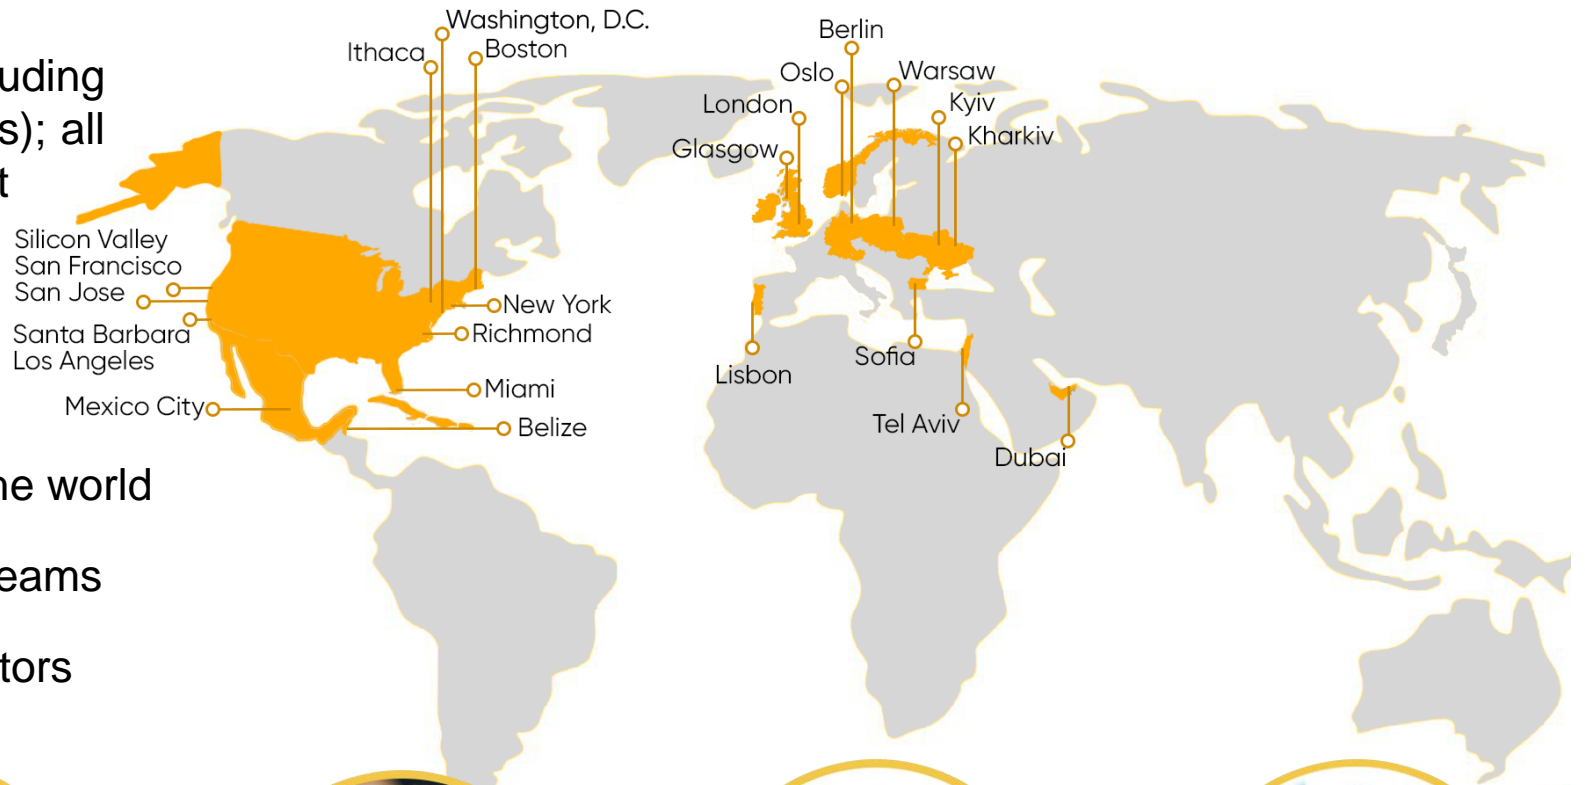 uding
s); all
t
ne world
eams
tors
Washington, D.C.
Ithaca
Boston
Silicon Valley
San Francisco
San Jose
Santa Barbara
Los Angeles
Mexico City
New York
Richmond
Miami
Belize
Berlin
Oslo
Warsaw
London
Kyiv
Glasgow
Kharkiv
Lisbon
Sofia
Tel Aviv
Dubai